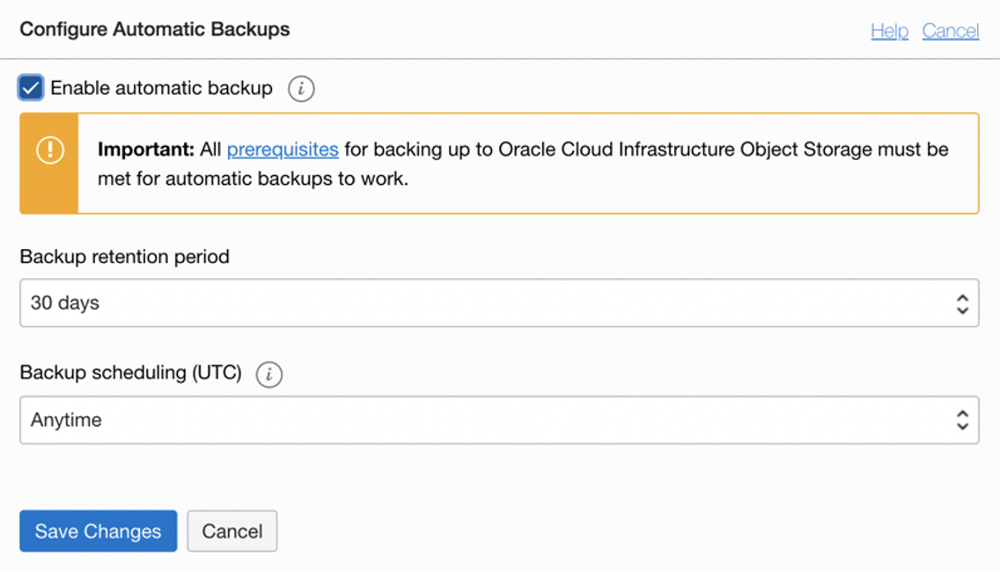 Configure Automatic Backups
Help Cancel
Enable automatic backup
Important: All prerequisites for backing up to Oracle Cloud Infrastructure Object Storage must be
met for automatic backups to work.
Backup retention period
30 days
Backup scheduling (UTC)
Anytime
Save Changes Cancel